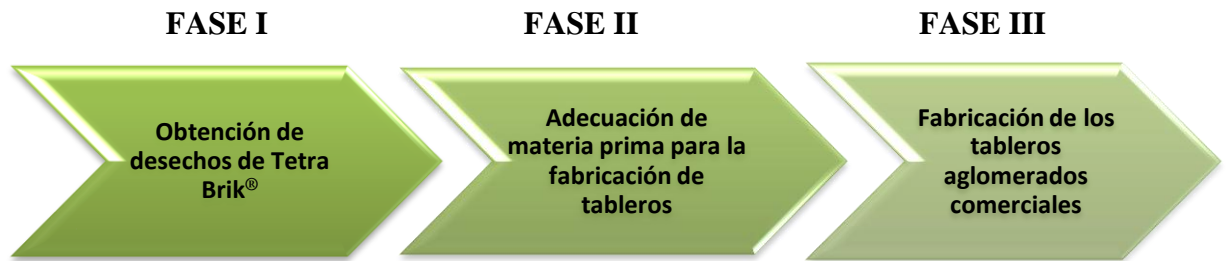 FASE I
FASE II
FASE III
Obtención de
desechos de Tetra
Brik®
Adecuación de
materia prima para la
fabricación de
tableros
Fabricación de los
tableros
aglomerados
comerciales